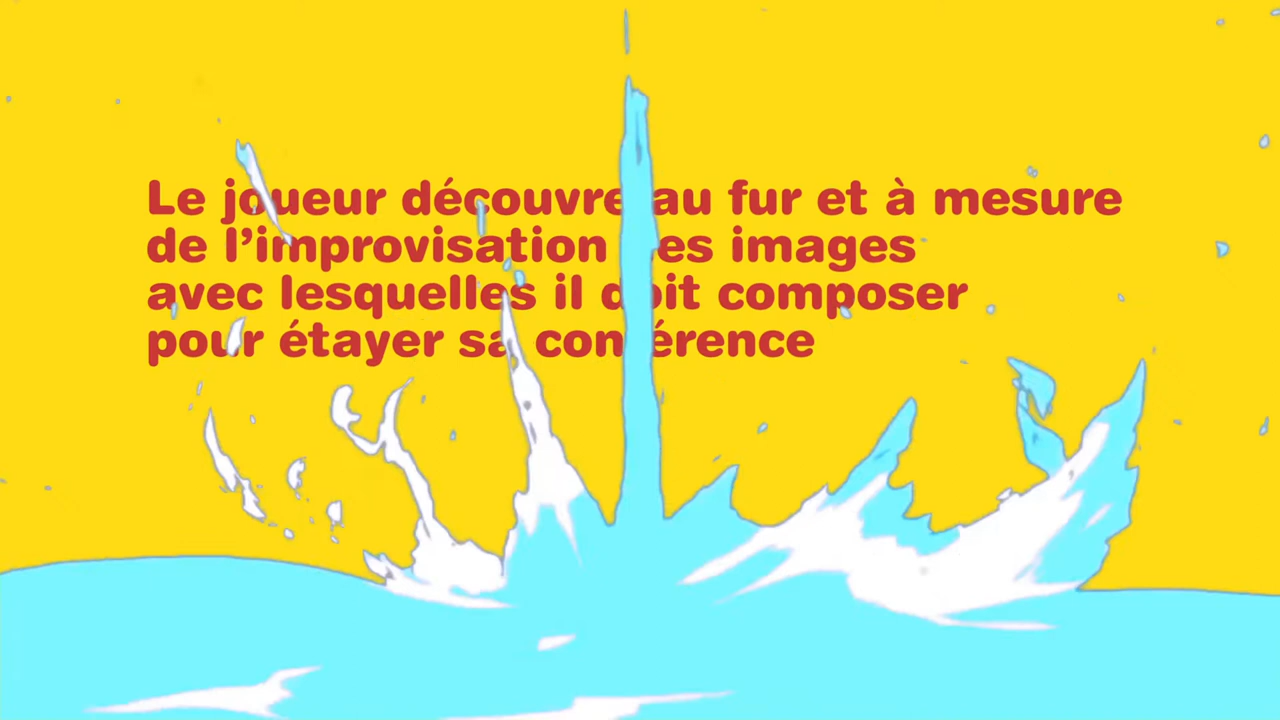 Le joueur découvre au fur et à mesure
de l’improvisation des images
avec lesquelles il doit composer
pour étayer sa conférence